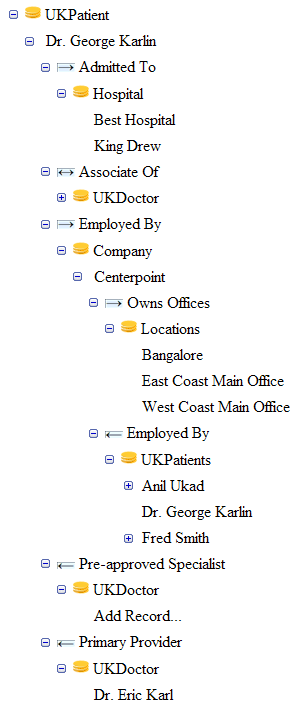 UKPatient
Dr. George Karlin
Admitted To
Hospital
Best Hospital
King Drew
Associate Of
UKDoctor
Employed By
Company
Centerpoint
Owns Offices
Locations
Bangalore
East Coast Main Office
West Coast Main Office
Employed By
UKPatients
Anil Ukad
Dr. George Karlin
Fred Smith
Pre-approved Specialist
UKDoctor
Add Record...
Primary Provider
UKDoctor
Dr. Eric Karl